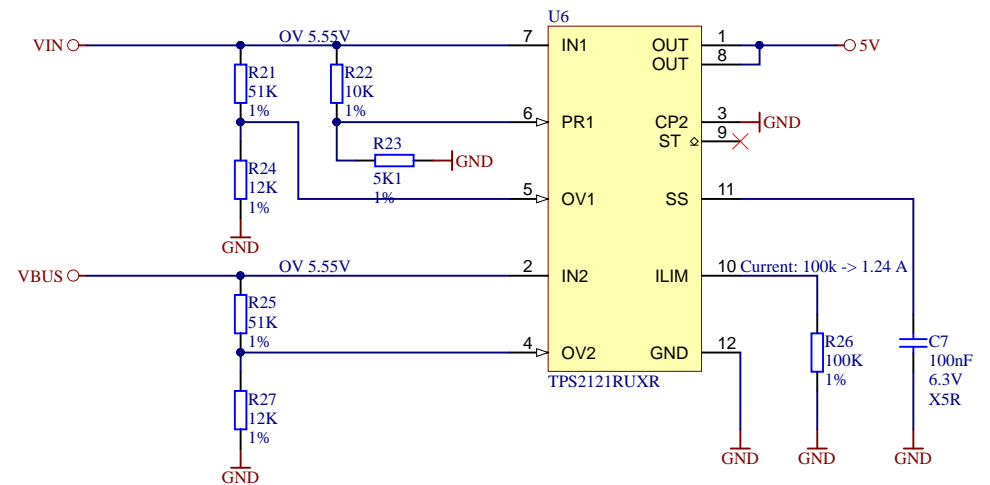 U6
VIN
OV 5.55V
7
IN1
OUT
1
5V
OUT
8
R21
51K
1%
R22
10K
1%
6
PR1
CP2
3
GND
ST
9
R23
5K1
1%
GND
R24
12K
1%
5
OV1
SS
11
GND
VBUS
OV 5.55V
2
IN2
ILIM
10
Current: 100k -> 1.24 A
R25
51K
1%
4
OV2
GND
12
TPS2121RUXR
R26
100K
1%
C7
100nF
6.3V
X5R
R27
12K
1%
GND
GND
GND
GND